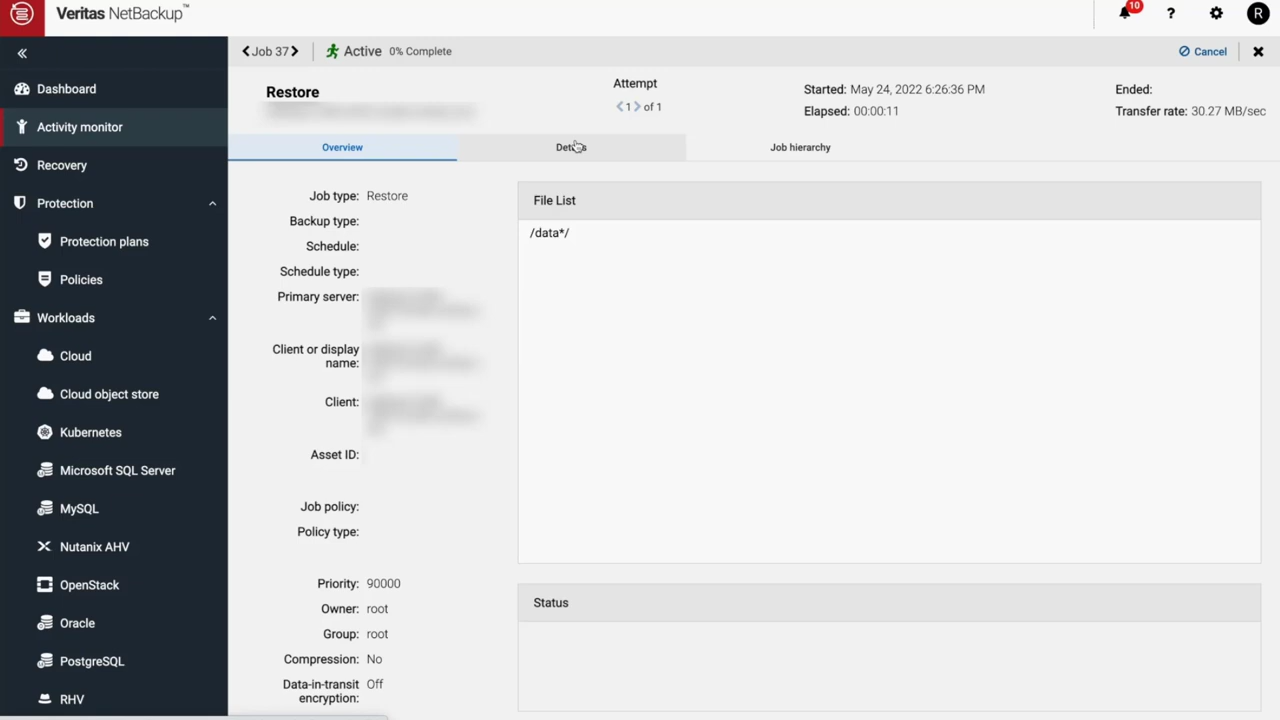 Veritas NetBackup™
10
?
R
Job 37
Active 0% Complete
Cancel
Dashboard
Activity monitor
Recovery
Protection
Protection plans
Policies
Workloads
Cloud
Cloud object store
Kubernetes
Microsoft SQL Server
MySQL
Nutanix AHV
OpenStack
Oracle
PostgreSQL
RHV
Restore
Attempt
1 of 1
Started: May 24, 2022 6:26:36 PM
Elapsed: 00:00:11
Ended:
Transfer rate: 30.27 MB/sec
Overview
Details
Job hierarchy
Job type: Restore
Backup type:
Schedule:
Schedule type:
Primary server:
Client or display
name:
Client:
Asset ID:
Job policy:
Policy type:
Priority: 90000
Owner: root
Group: root
Compression: No
Data-in-transit Off
encryption:
File List
/data*/
Status